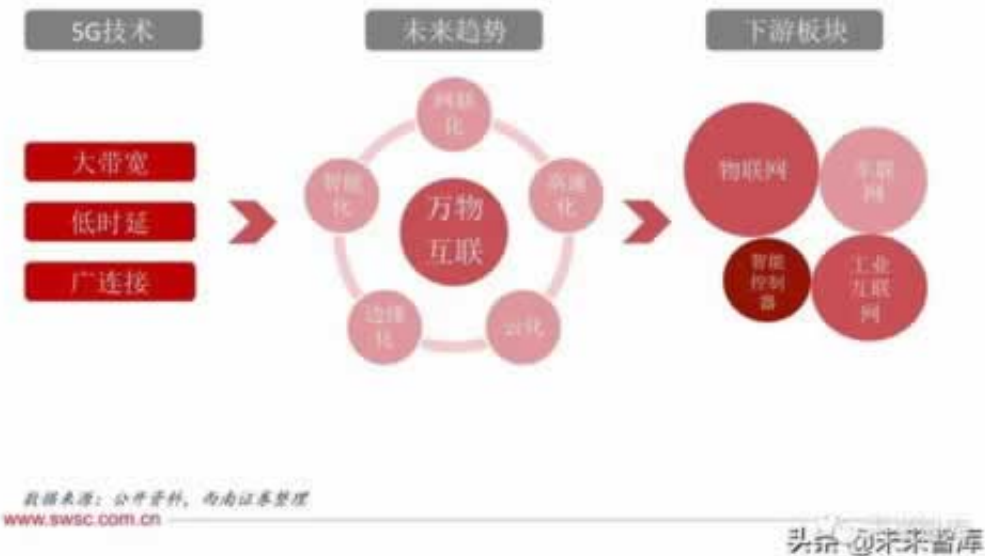 5G技术
未来趋势
下游板块
大带宽
低时延
广连接
网联
化
智能
化
高速
化
万物
互联
边缘
化
云化
物联网
车联
网
智能
控制
器
工业
互联
网
数据来源：公开资料，西南证券整理
www.swsc.com.cn
头条 @未来智库